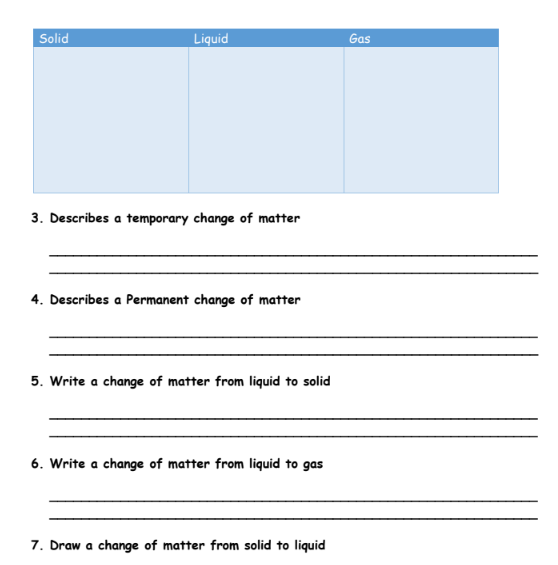 Solid Liquid Gas
3. Describes a temporary change of matter
4. Describes a Permanent change of matter
5. Write a change of matter from liquid to solid
6. Write a change of matter from liquid to gas
7. Draw a change of matter from solid to liquid